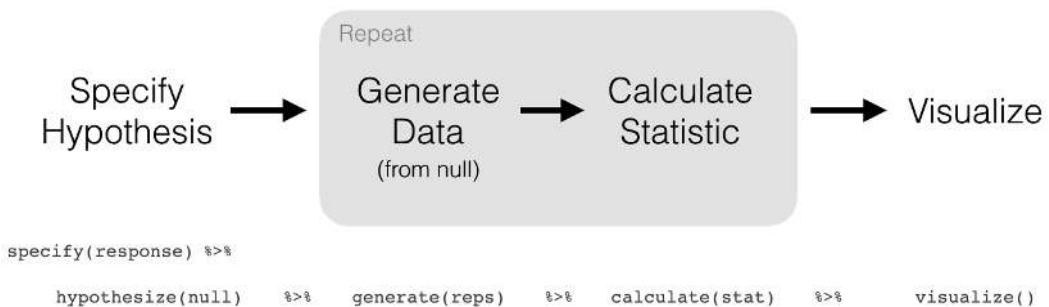 Repeat
Specify
Hypothesis
Generate
Data
(from null)
Calculate
Statistic
Visualize
specify(response) %>%
hypothesize(null) %>% generate(reps) %>% calculate(stat) %>% visualize()